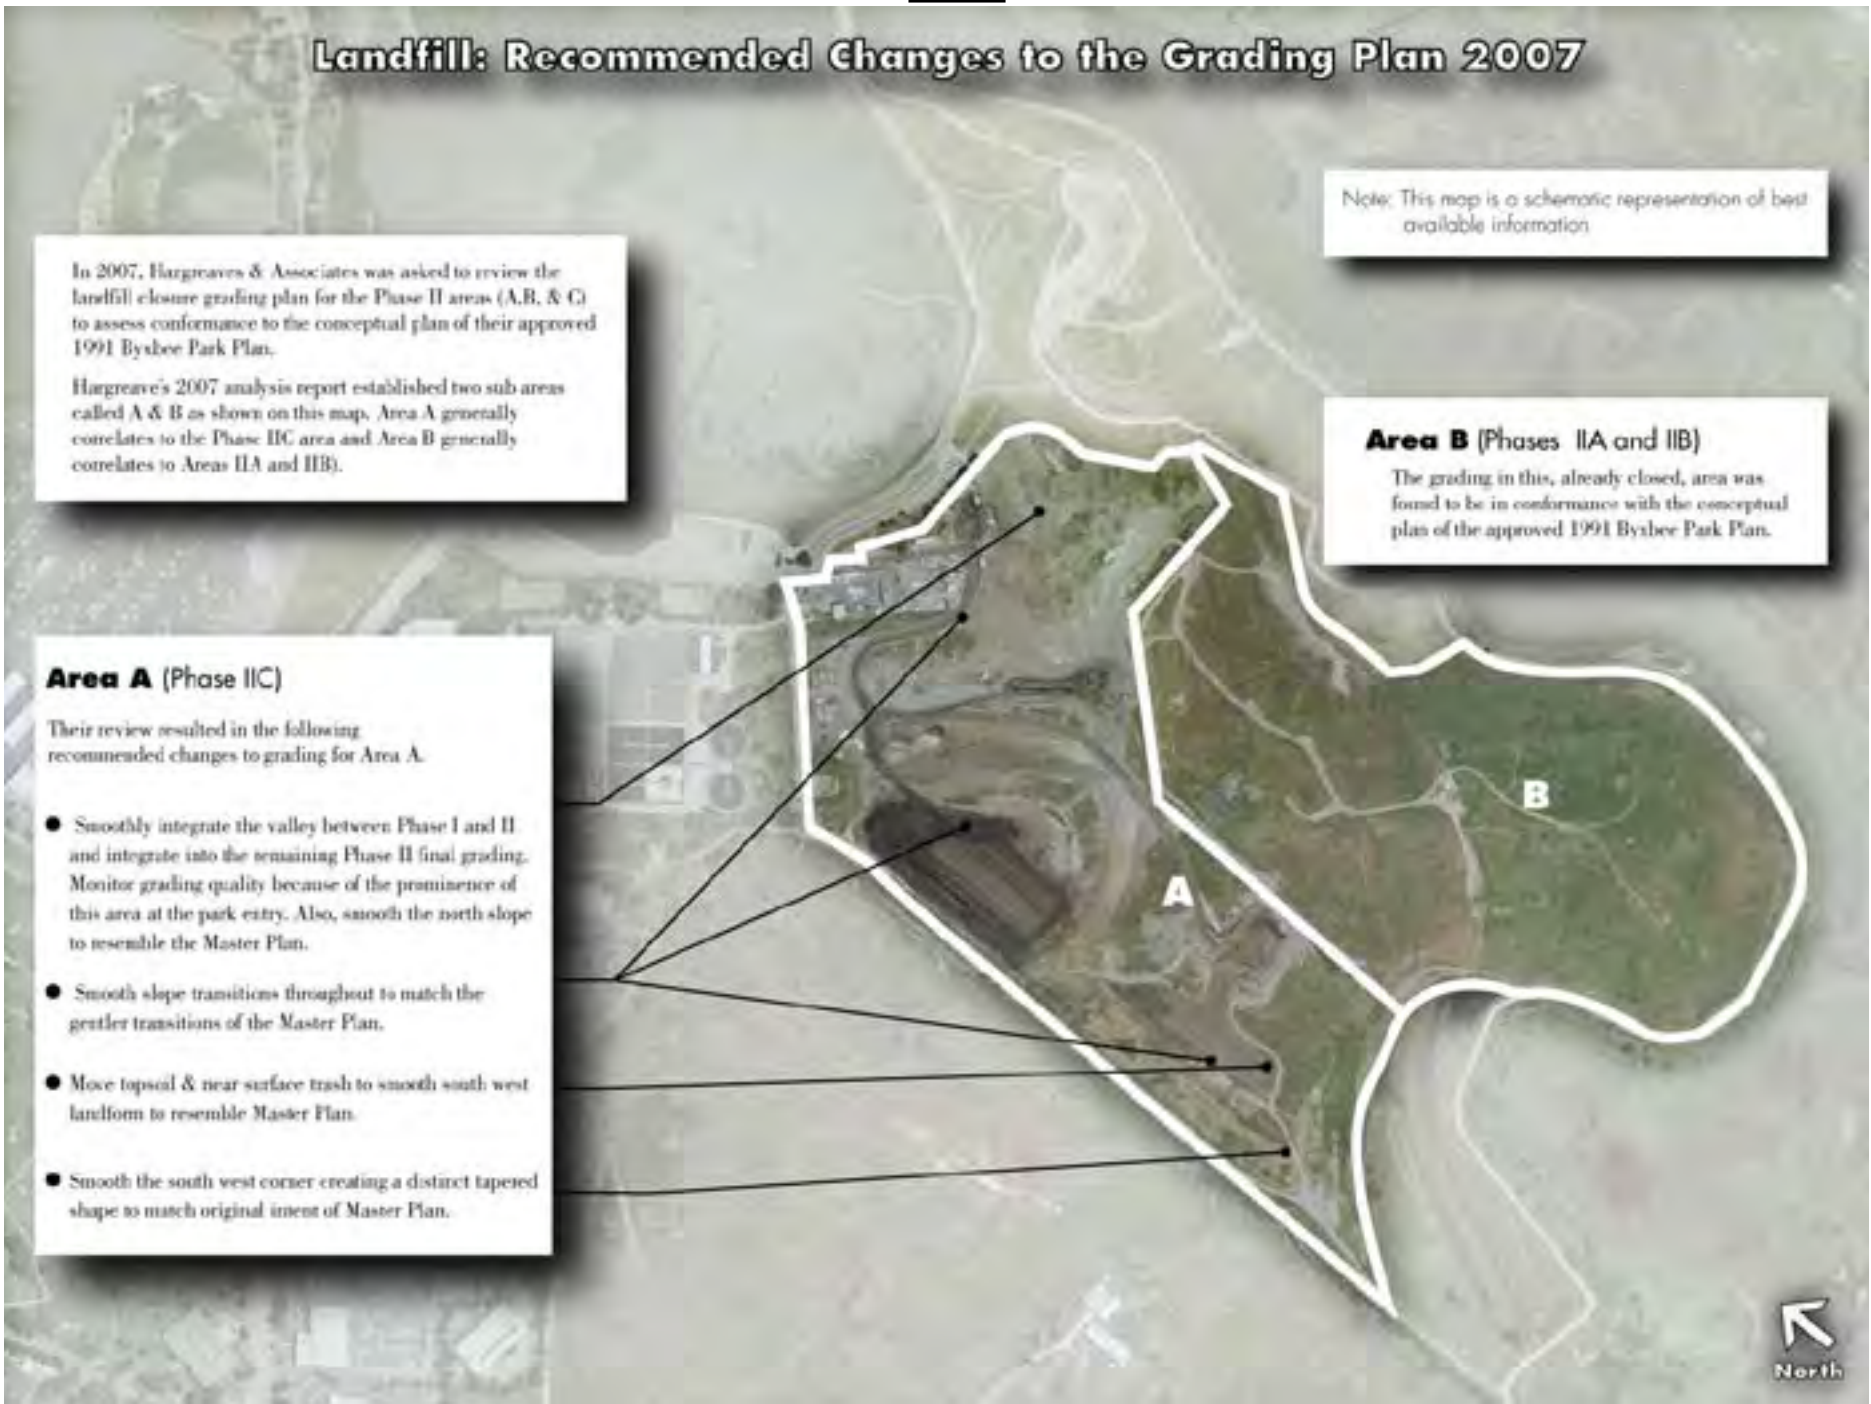 Landfill: Recommended Changes to the Grading Plan 2007
Note: This map is a schematic representation of best
available information
In 2007, Hargreaves & Associates was asked to review the
landfill closure grading plan for the Phase II areas (A,B, & C)
to assess conformance to the conceptual plan of their approved
1991 Byxbee Park Plan.
Hargreave's 2007 analysis report established two sub areas
called A & B as shown on this map. Area A generally
correlates to the Phase IIC area and Area B generally
correlates to Areas IIA and IIB).
Area B (Phases IIA and IIB)
The grading in this, already closed, area was
found to be in conformance with the conceptual
plan of the approved 1991 Byxbee Park Plan.
Area A (Phase IIC)
Their review resulted in the following
recommended changes to grading for Area A.
● Smoothly integrate the valley between Phase I and II
and integrate into the remaining Phase II final grading.
Monitor grading quality because of the prominence of
this area at the park entry. Also, smooth the north slope
to resemble the Master Plan.
● Smooth slope transitions throughout to match the
gentler transitions of the Master Plan.
● Move topsoil & near surface trash to smooth south west
landform to resemble Master Plan.
● Smooth the south west corner creating a distinct tapered
shape to match original intent of Master Plan.
B
A
North